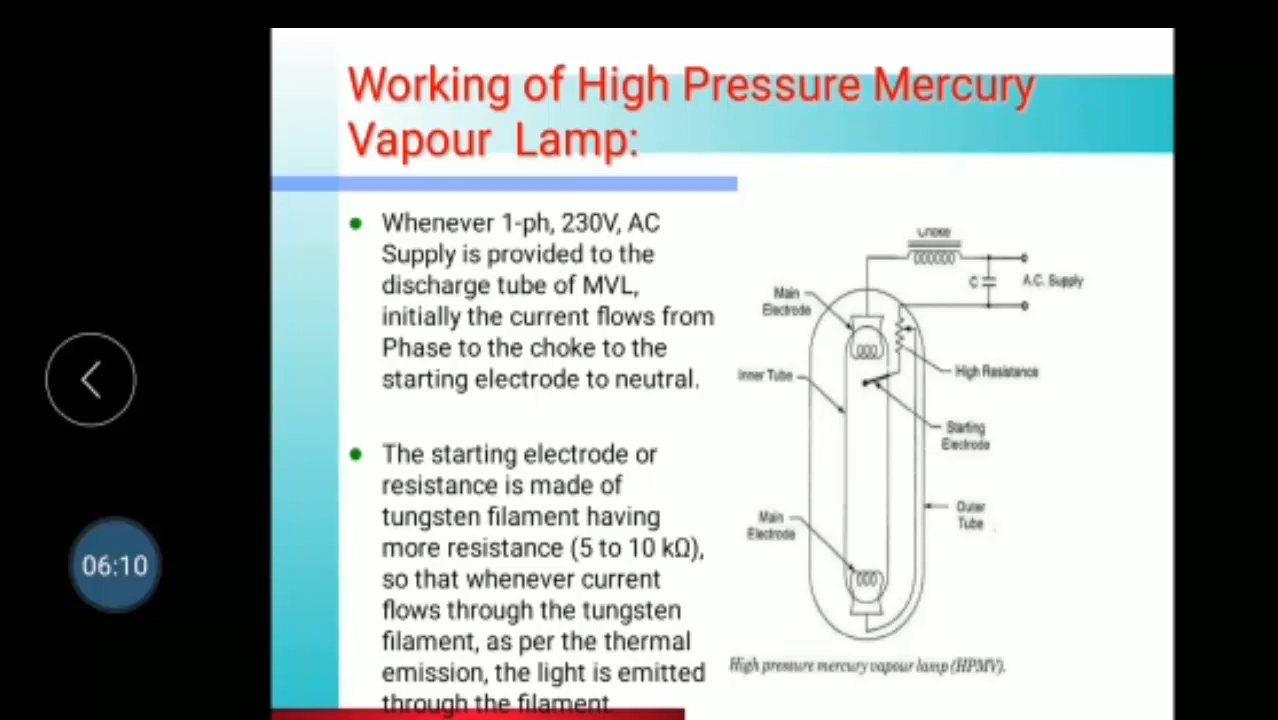 Working of High Pressure Mercury
Vapour Lamp:
Whenever 1-ph, 230V, AC
Supply is provided to the
discharge tube of MVL,
initially the current flows from
Phase to the choke to the
starting electrode to neutral.
The starting electrode or
resistance is made of
tungsten filament having
more resistance (5 to 10 kΩ),
so that whenever current
flows through the tungsten
filament, as per the thermal
emission, the light is emitted
through the filament
Choke
C
A.C. Supply
Main
Electrode
Inner Tube
High Resistance
Starting
Electrode
Outer
Tube
Main
Electrode
High pressure mercury vapour lamp (HPMV).
06:10